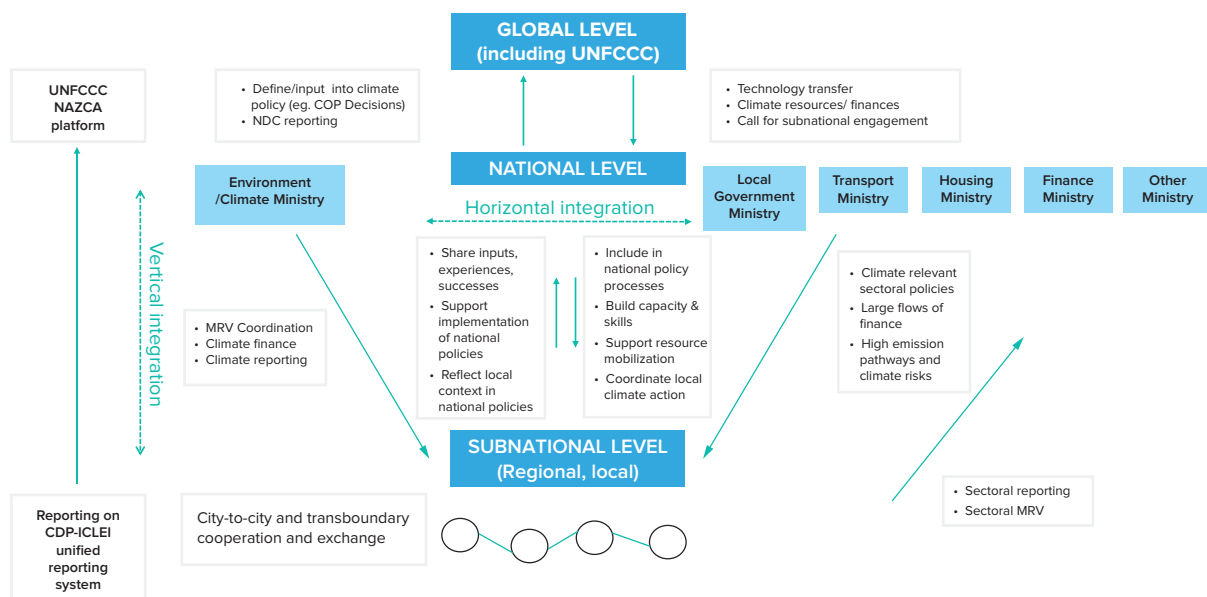 GLOBAL LEVEL
(including UNFCCC)
UNFCCC
NAZCA
platform
• Define/input into climate
policy (eg. COP Decisions)
• NDC reporting
• Technology transfer
• Climate resources/ finances
• Call for subnational engagement
NATIONAL LEVEL
Environment
/Climate Ministry
Local
Government
Ministry
Transport
Ministry
Housing
Ministry
Finance
Ministry
Other
Ministry
Horizontal integration
Vertical integration
• Share inputs,
experiences,
successes
• Support
implementation
of national
policies
• Reflect local
context in
national policies
• Include in
national policy
processes
• Build capacity &
skills
• Support resource
mobilization
• Coordinate local
climate action
• Climate relevant
sectoral policies
• Large flows of
finance
• High emission
pathways and
climate risks
• MRV Coordination
• Climate finance
• Climate reporting
SUBNATIONAL LEVEL
(Regional, local)
• Sectoral reporting
• Sectoral MRV
Reporting on
CDP-ICLEI
unified
reporting
system
City-to-city and transboundary
cooperation and exchange